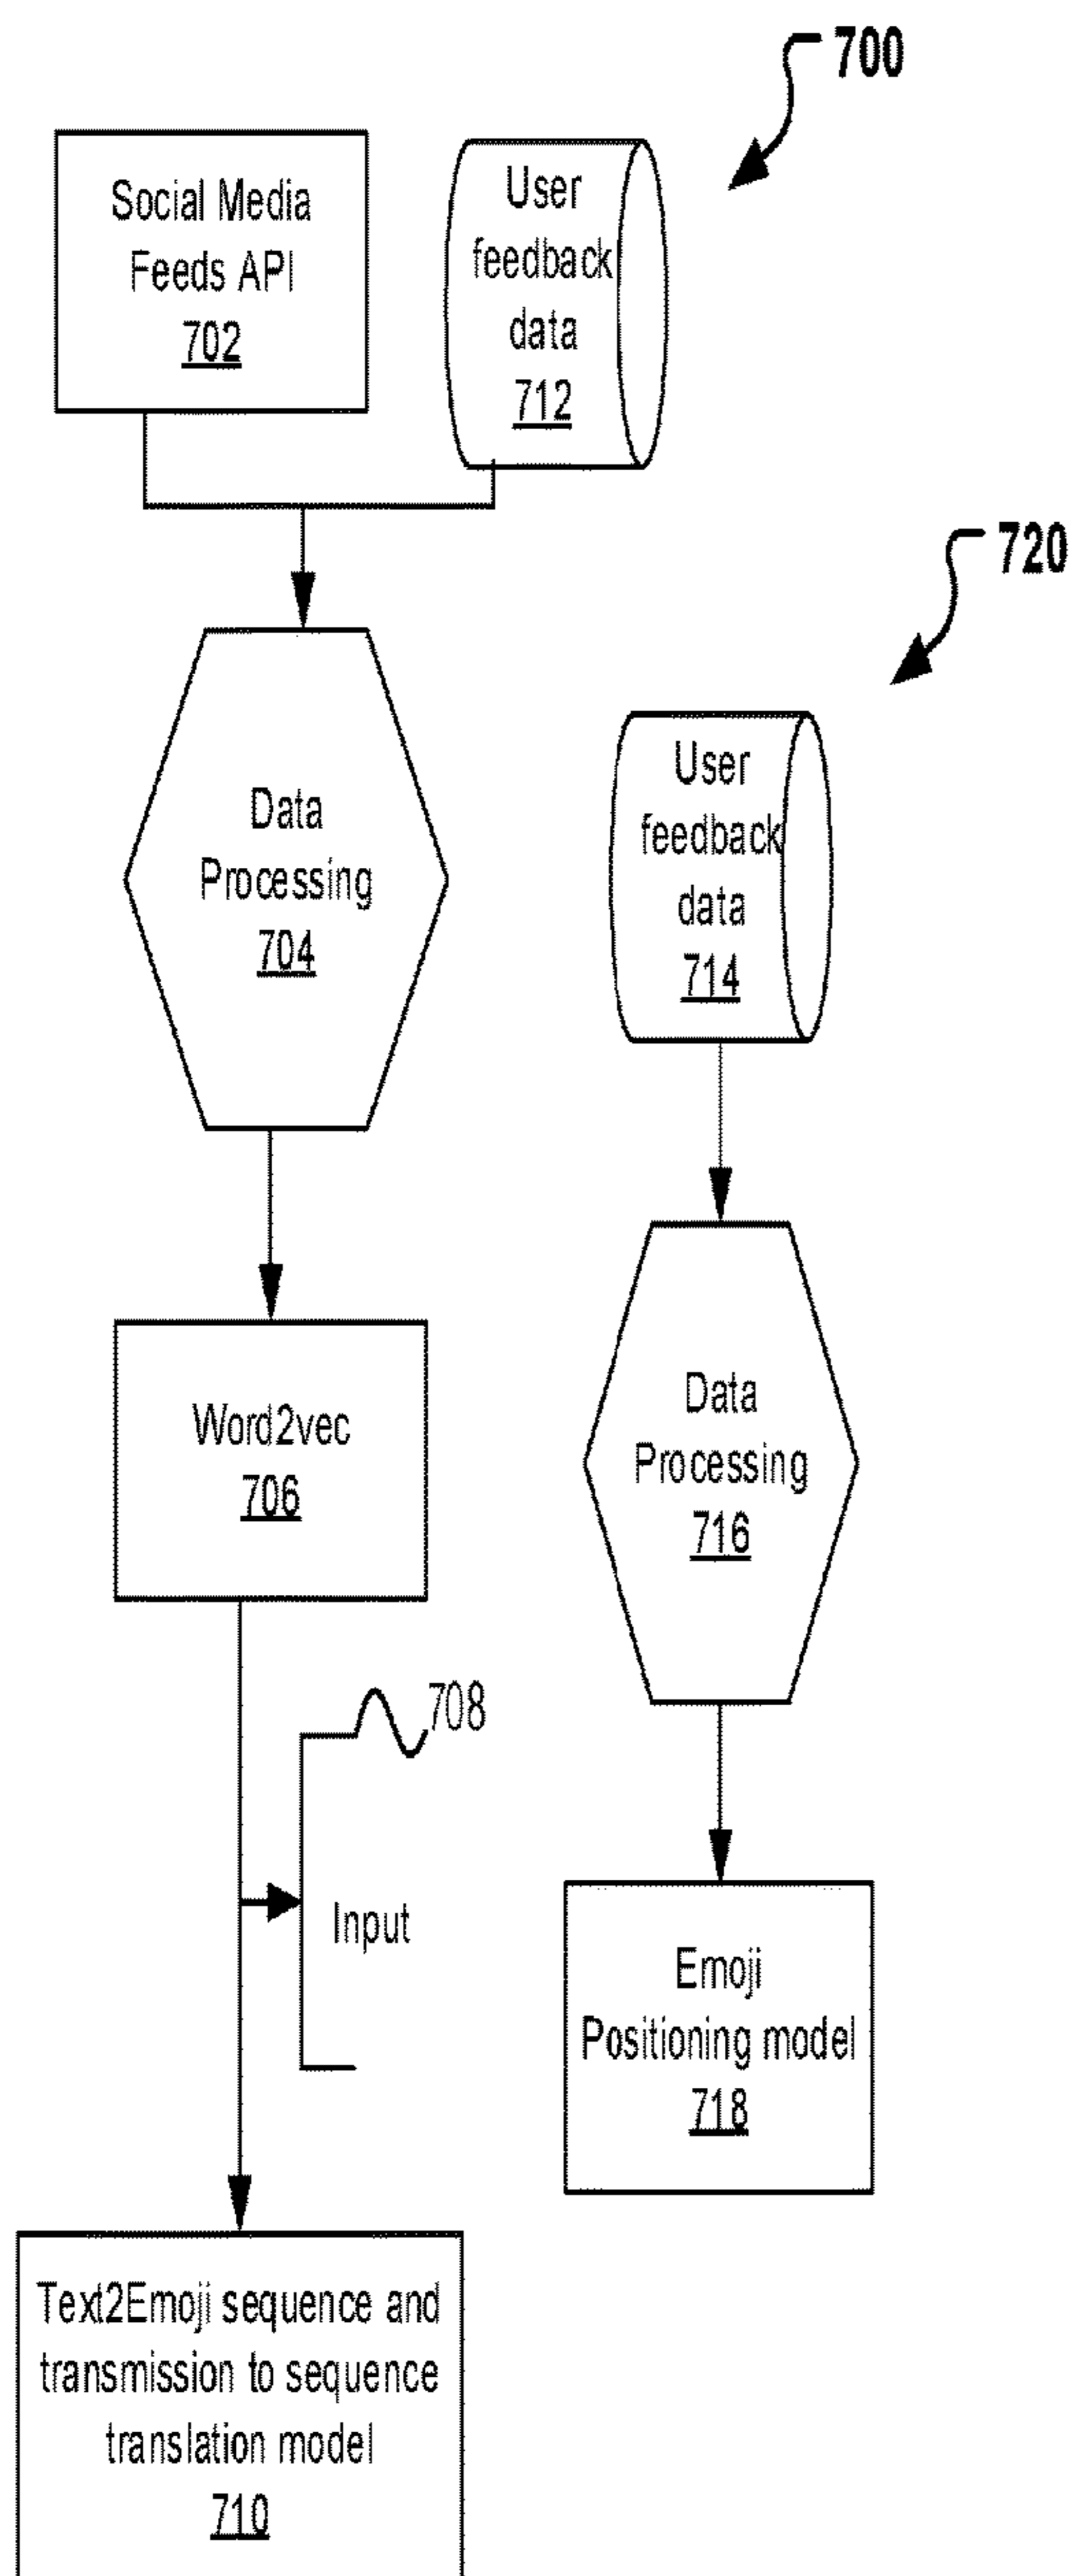 700
Social Media
Feeds API
702
User
feedback
data
712
720
Data
Processing
704
User
feedback
data
714
Word2vec
706
Data
Processing
716
708
Input
Emoji
Positioning model
718
Text2Emoji sequence and
transmission to sequence
translation model
710